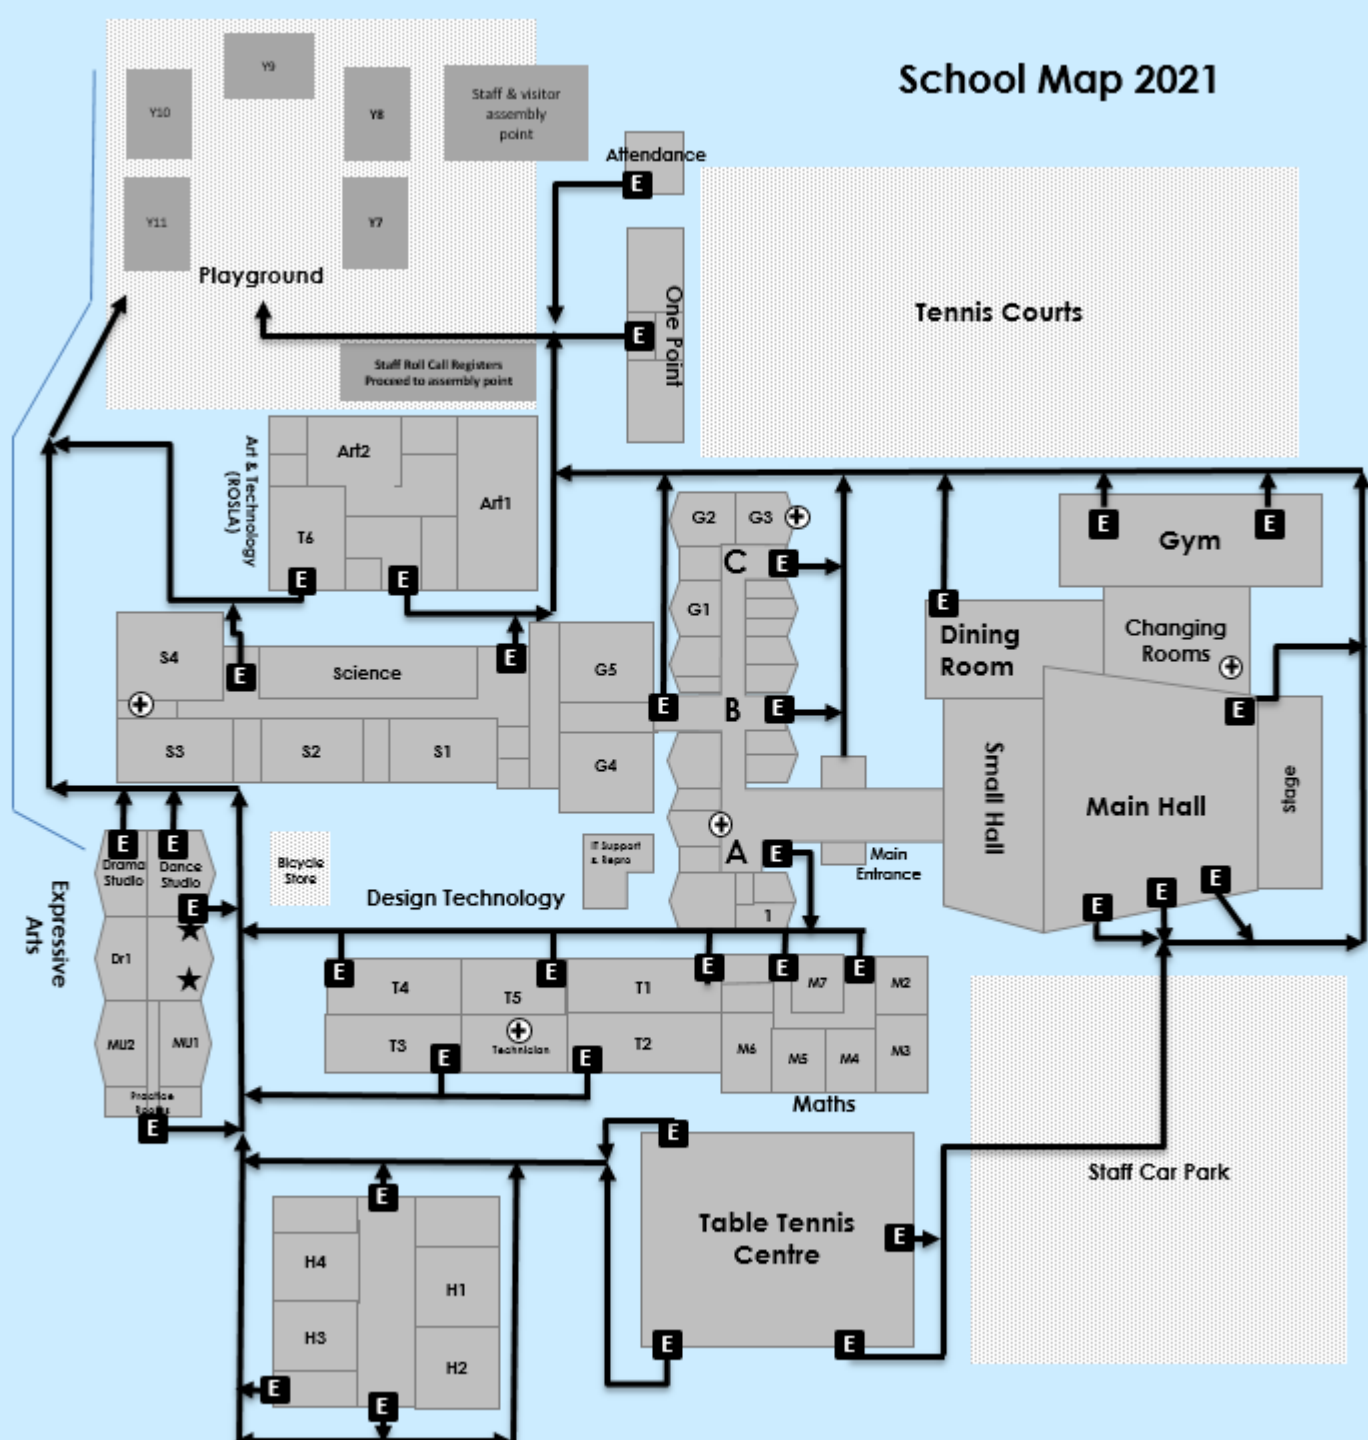 School Map 2021
Y9
Y10
Y8
Staff & visitor
assembly
point
Attendance
E
Y11
Y7
Playground
One Point
E
Tennis Courts
Staff Roll Call Registers
Proceed to assembly point
Art & Technology
(ROSLA)
Art2
Art1
T6
E
E
G2
G3
C
E
G1
E
E
Gym
E
Dining
Room
Changing
Rooms
S4
E
Science
E
G5
E
B
E
E
S3
S2
S1
G4
Small Hall
Main Hall
Stage
E
E
Drama
Studio
Dance
Studio
E
Bicycle
Store
IT Support
& Repro
A
E
Main
Entrance
E
E
E
Design Technology
1
Expressive
Arts
Dr1
MU2
MU1
Practice
Rooms
E
E
E
E
E
E
T4
T5
T1
M7
M2
T3
Technician
T2
M6
M5
M4
M3
E
E
Maths
E
Table Tennis
Centre
E
E
E
Staff Car Park
E
H4
H1
H3
H2
E
E